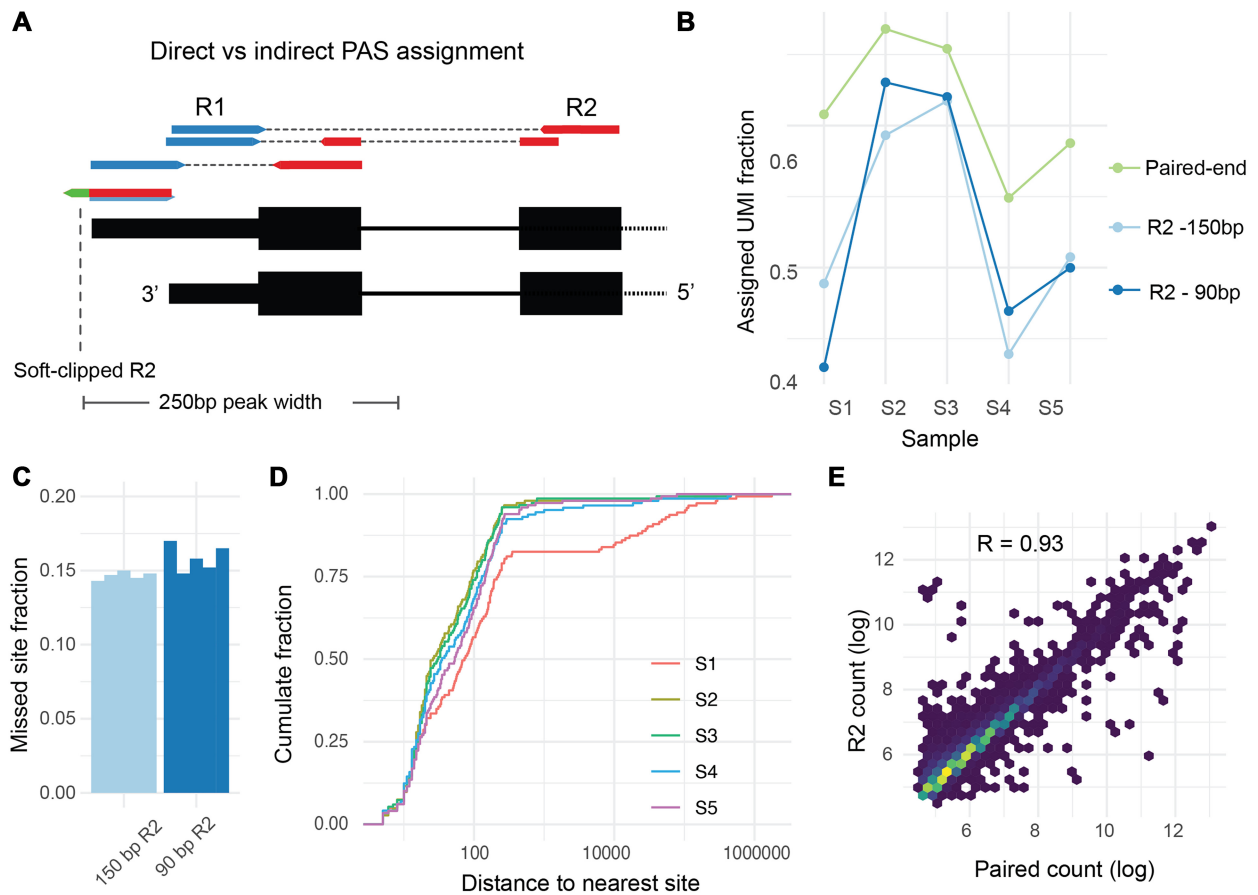 A
Direct vs indirect PAS assignment
R1
R2
3’
5’
Soft-clipped R2
250bp peak width
B
Assigned UMI fraction
0.6
0.5
0.4
S1
S2
S3
S4
S5
Sample
Paired-end
R2 -150bp
R2 - 90bp
C
Missed site fraction
0.20
0.15
0.10
0.05
0.00
150 bp R2
90 bp R2
D
Cumulate fraction
1.00
0.75
0.50
0.25
0.00
100
10000
1000000
Distance to nearest site
S1
S2
S3
S4
S5
E
R = 0.93
R2 count (log)
12
10
8
6
6
8
10
12
Paired count (log)